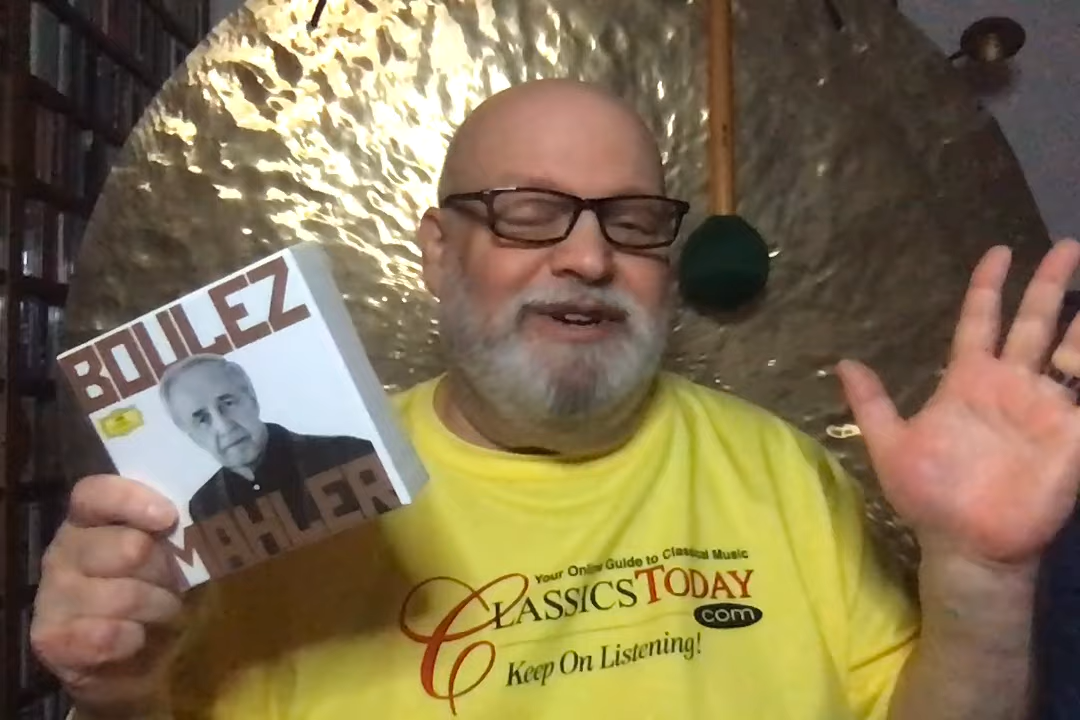 BOULEZ
MAHLER
Your Online Guide to Classical Music
CLASSICSTODAY
com
Keep On Listening!